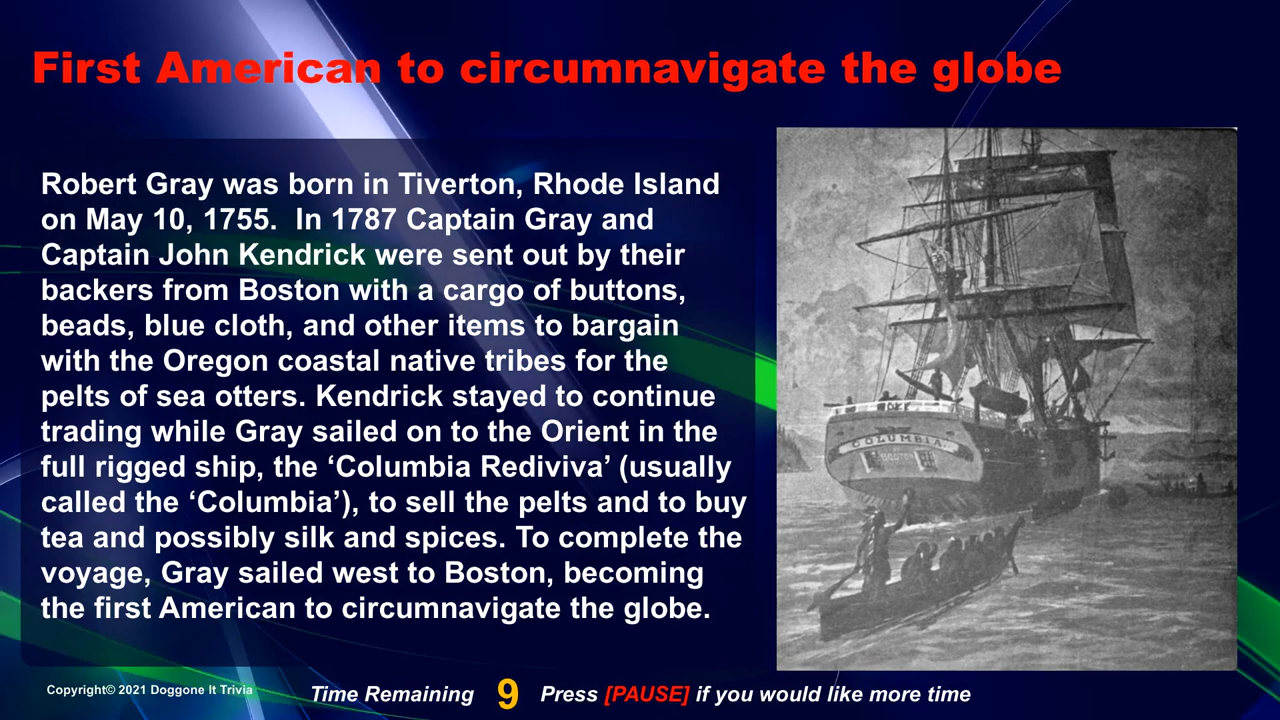 First American to circumnavigate the globe
Robert Gray was born in Tiverton, Rhode Island
on May 10, 1755.  In 1787 Captain Gray and
Captain John Kendrick were sent out by their
backers from Boston with a cargo of buttons,
beads, blue cloth, and other items to bargain
with the Oregon coastal native tribes for the
pelts of sea otters. Kendrick stayed to continue
trading while Gray sailed on to the Orient in the
full rigged ship, the ‘Columbia Rediviva’ (usually
called the ‘Columbia’), to sell the pelts and to buy
tea and possibly silk and spices. To complete the
voyage, Gray sailed west to Boston, becoming
the first American to circumnavigate the globe.
COLUMBIA
BOSTON
Copyright© 2021 Doggone It Trivia
Time Remaining 9 Press [PAUSE] if you would like more time